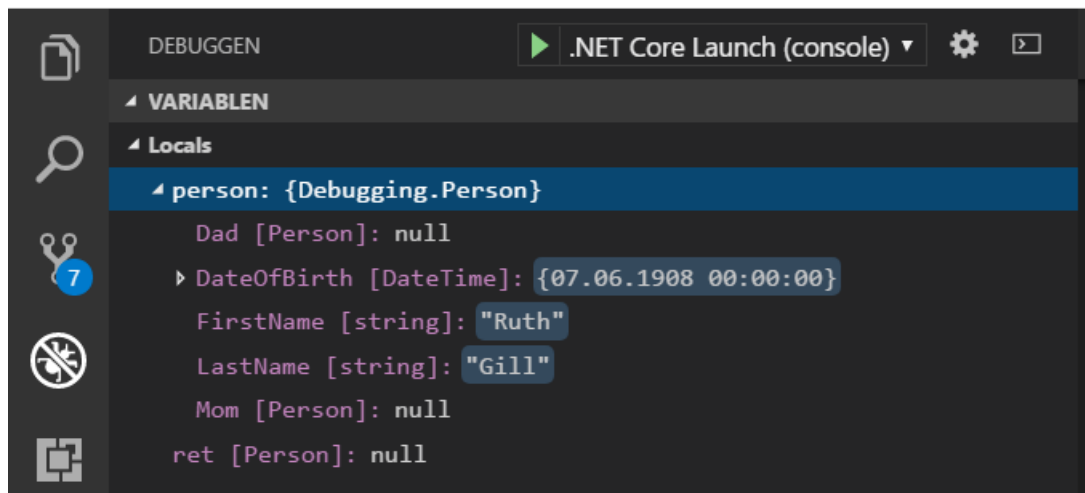 DEBUGGEN .NET Core Launch (console)
VARIABLEN
Locals
person: {Debugging.Person}
Dad [Person]: null
DateOfBirth [DateTime]: {07.06.1908 00:00:00}
FirstName [string]: "Ruth"
LastName [string]: "Gill"
Mom [Person]: null
ret [Person]: null
7